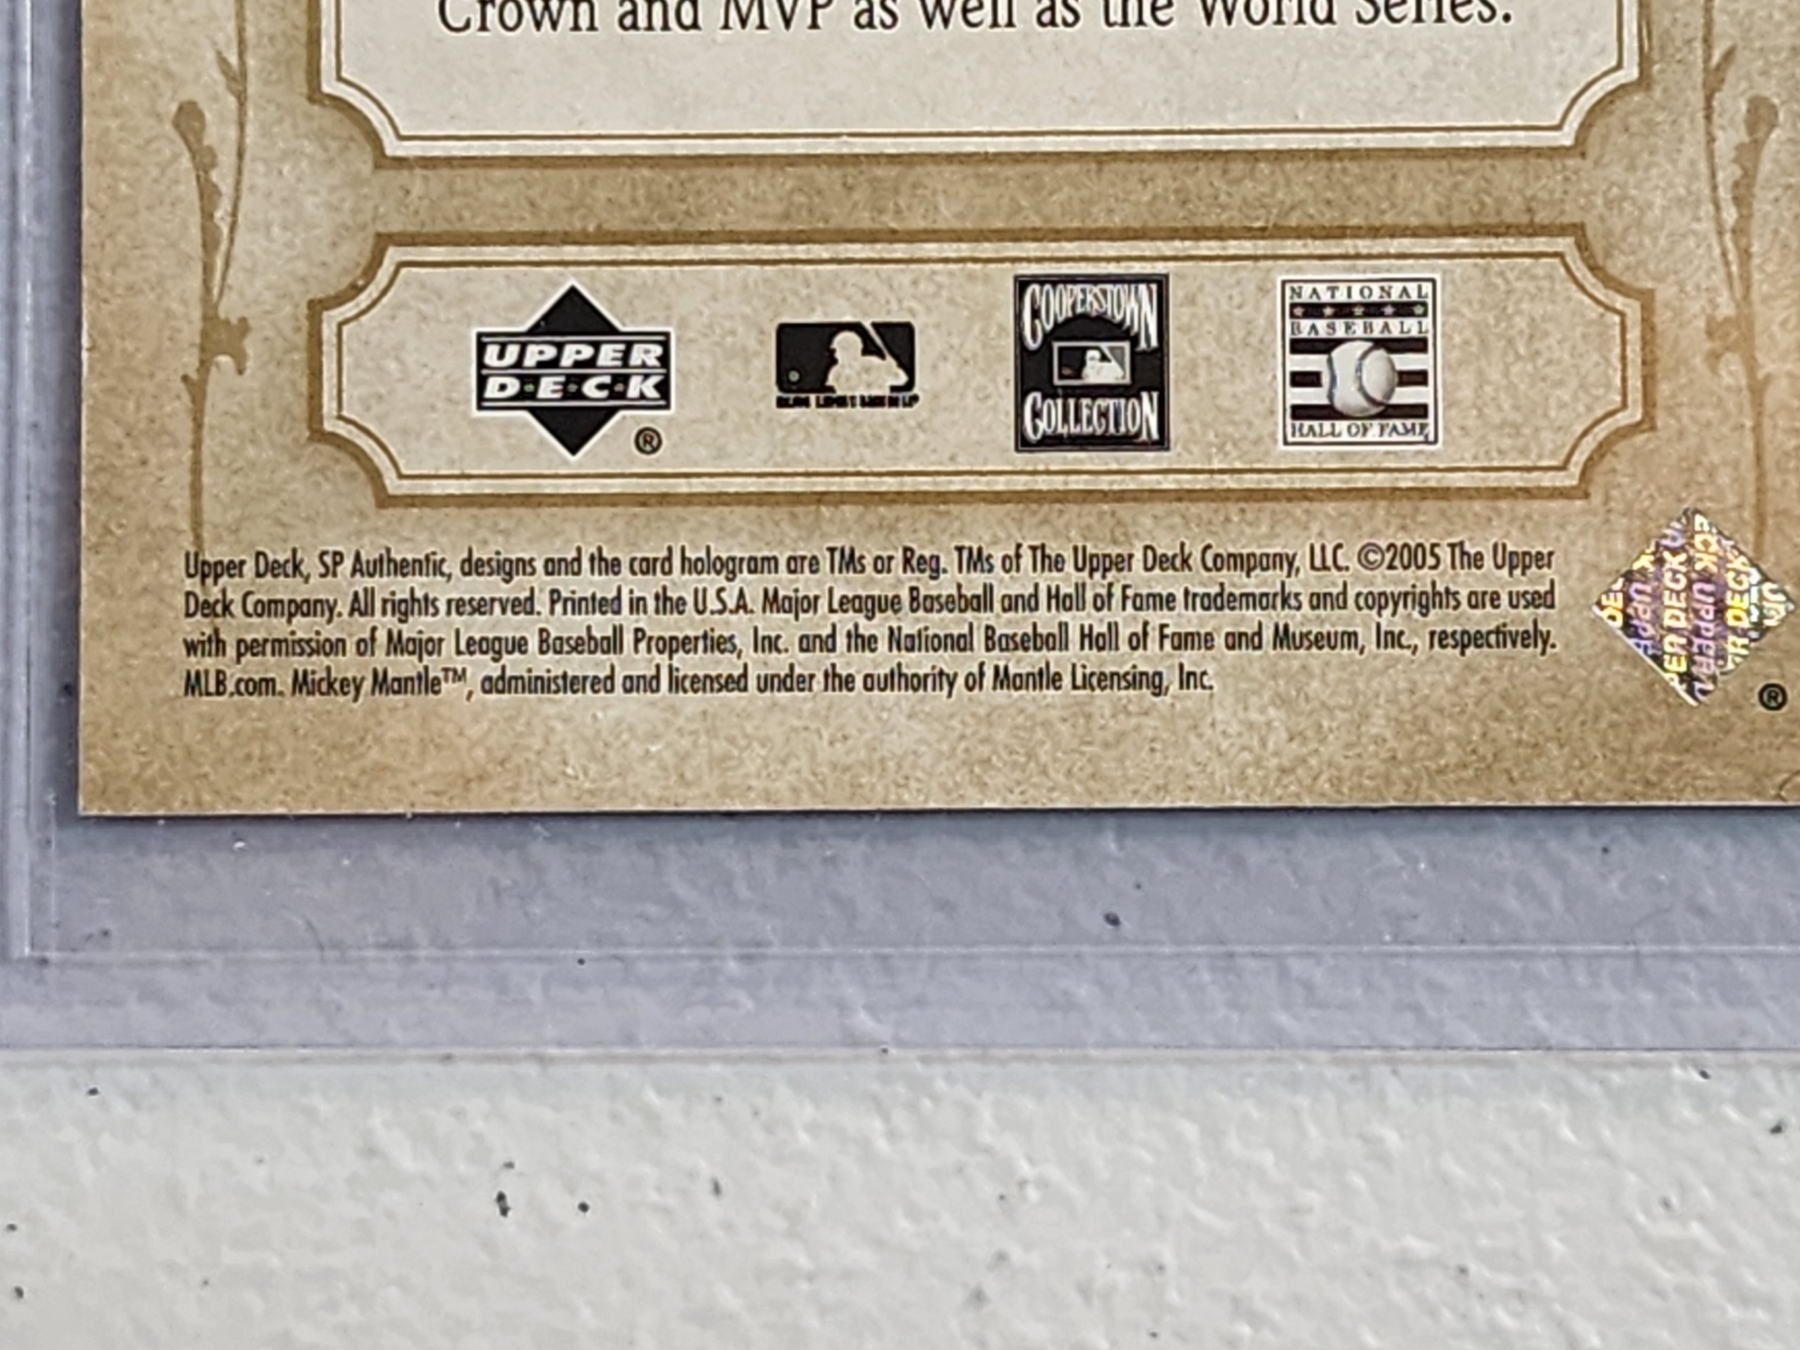 Crown and MVP as well as the World Series.
UPPER
D·E·C·K
®
COOPERSTOWN
COLLECTION
NATIONAL
BASEBALL
HALL OF FAME
Upper Deck, SP Authentic, designs and the card hologram are TMs or Reg. TMs of The Upper Deck Company, LLC. ©2005 The Upper
Deck Company. All rights reserved. Printed in the U.S.A. Major League Baseball and Hall of Fame trademarks and copyrights are used
with permission of Major League Baseball Properties, Inc. and the National Baseball Hall of Fame and Museum, Inc., respectively.
MLB.com. Mickey Mantle™, administered and licensed under the authority of Mantle Licensing, Inc.
UPPER DECK
®